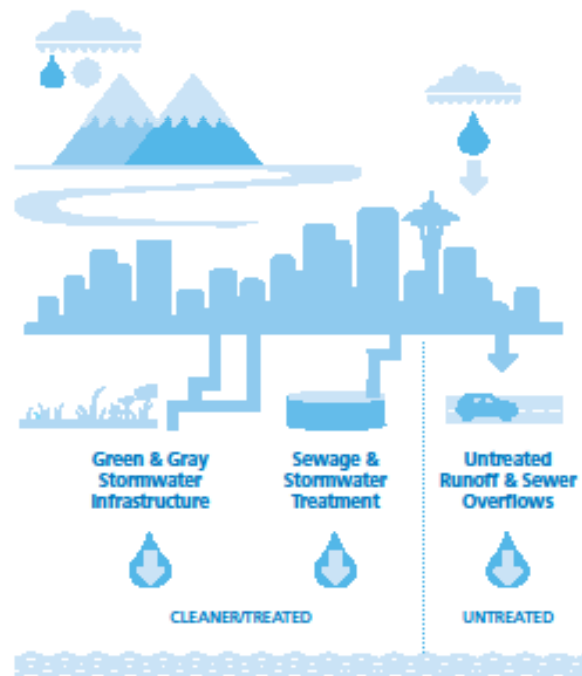 Green & Gray
Stormwater
Infrastructure
Sewage &
Stormwater
Treatment
Untreated
Runoff & Sewer
Overflows
CLEANER/TREATED
UNTREATED